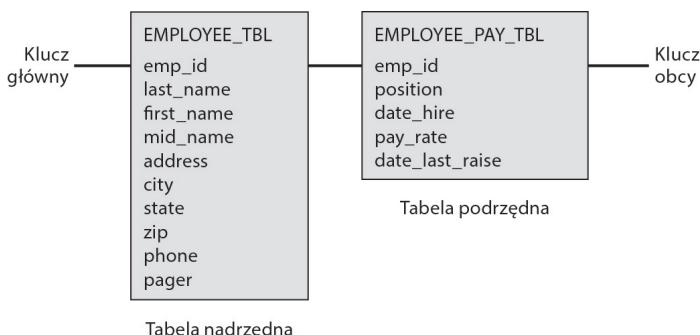 Klucz
główny
EMPLOYEE_TBL
emp_id
last_name
first_name
mid_name
address
city
state
zip
phone
pager
Tabela nadrzędna
EMPLOYEE_PAY_TBL
emp_id
position
date_hire
pay_rate
date_last_raise
Tabela podrzędna
Klucz
obcy